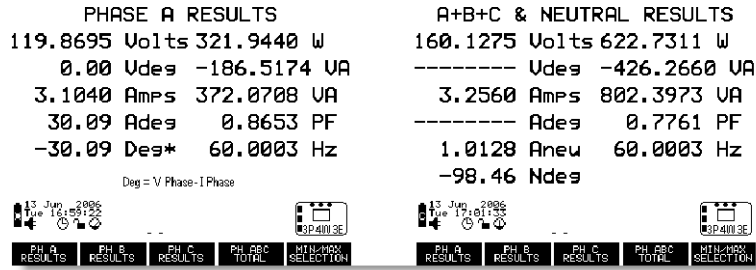 PHASE A RESULTS
119.8695 Volts 321.9440 W
0.00 Vdeg -186.5174 VA
3.1040 Amps 372.0708 VA
30.09 Adeg 0.8653 PF
-30.09 Deg* 60.0003 Hz
Deg = V Phase - I Phase
13 Jun 2006
Tue 16:59:22
3P4W3E
PH A RESULTS
PH B RESULTS
PH C RESULTS
PH ABC TOTAL
MIN/MAX SELECTION
A+B+C & NEUTRAL RESULTS
160.1275 Volts 622.7311 W
-------- Vdeg -426.2660 VA
3.2560 Amps 802.3973 VA
-------- Adeg 0.7761 PF
1.0128 Aneu 60.0003 Hz
-98.46 Ndeg
13 Jun 2006
Tue 17:01:33
3P4W3E
PH A RESULTS
PH B RESULTS
PH C RESULTS
PH ABC TOTAL
MIN/MAX SELECTION